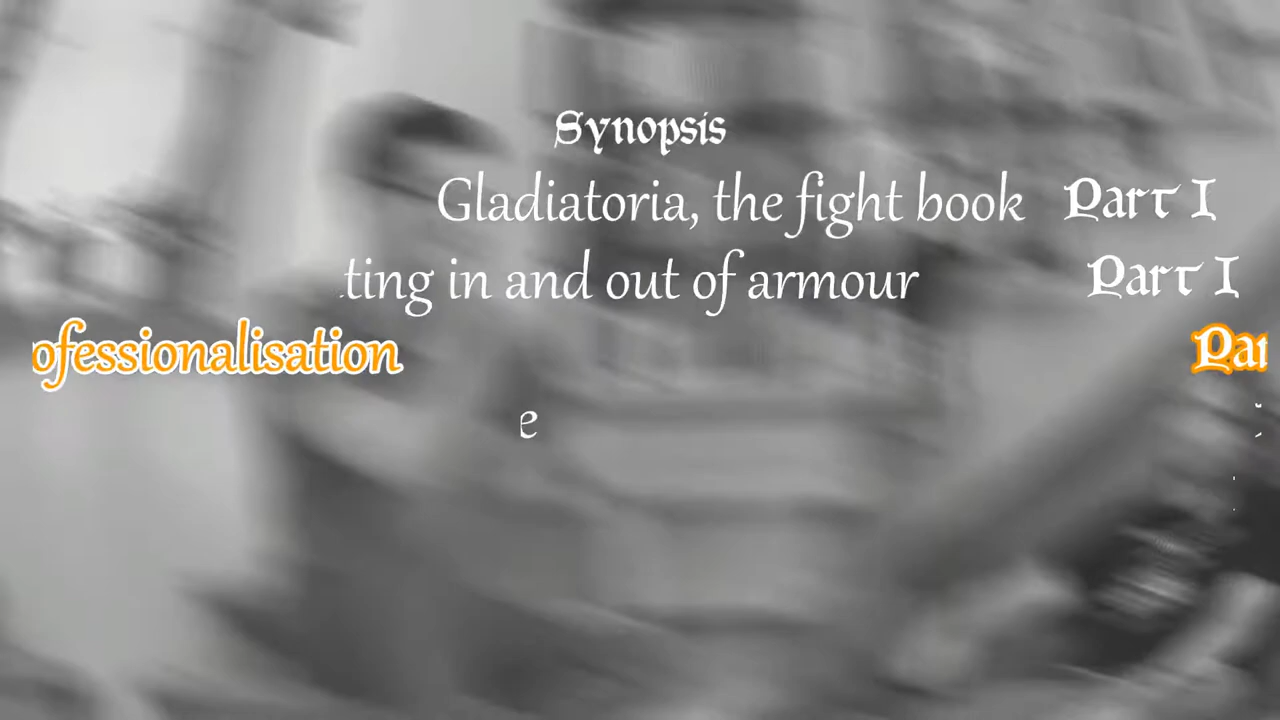 Synopsis
Gladiatoria, the fight book Part I
ting in and out of armour Part I
ofessionalisation
e